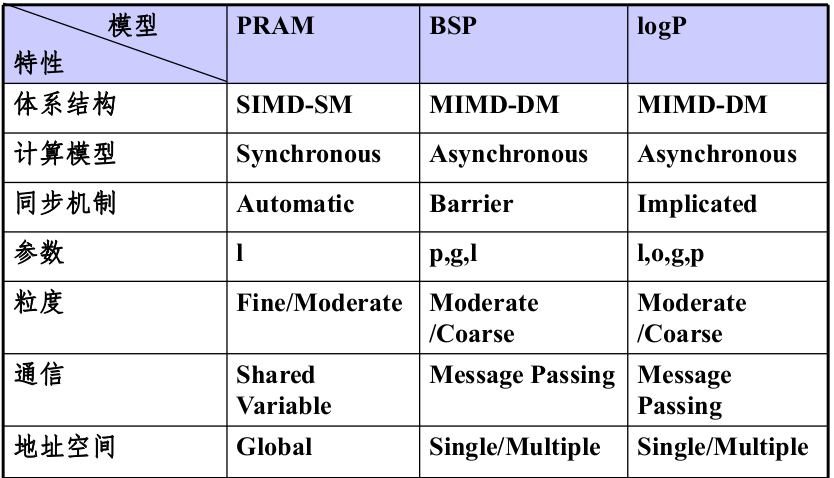 模型 PRAM BSP logP
特性
体系结构 SIMD-SM MIMD-DM MIMD-DM
计算模型 Synchronous Asynchronous Asynchronous
同步机制 Automatic Barrier Implicated
参数 l p,g,l l,o,g,p
粒度 Fine/Moderate Moderate Moderate
/Coarse /Coarse
通信 Shared Message Passing Message
Variable Passing
地址空间 Global Single/Multiple Single/Multiple